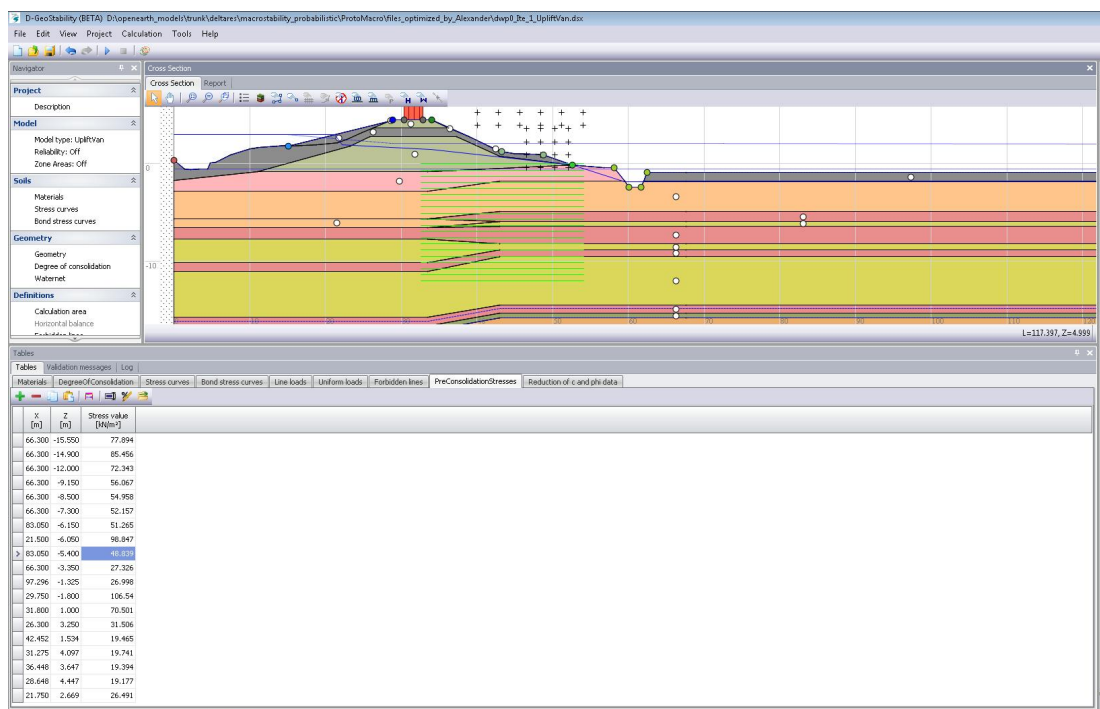 D-GeoStability (BETA) D:\openearth_models\trunk\deltares\macrostability_probabilistic\ProtoMacro\files_optimized_by_Alexander\dwp0_Ite_1_UpliftVan.dsx
File Edit View Project Calculation Tools Help
Navigator
Project
Description
Model
Model type: UpliftVan
Reliability: Off
Zone Areas: Off
Soils
Materials
Stress curves
Bond stress curves
Geometry
Geometry
Degree of consolidation
Waternet
Definitions
Calculation area
Horizontal balance
Cross Section
Cross Section Report
0
-10
50 60 70 80 90 100 110 120
L=117.397, Z=4.999
Tables
Tables Validation messages Log
Materials DegreeOfConsolidation Stress curves Bond stress curves Line loads Uniform loads Forbidden lines PreConsolidationStresses Reduction of c and phi data
X Z Stress value
[m] [m] [kN/m²]
66.300 -15.550 77.894
66.300 -14.900 85.456
66.300 -12.000 72.343
66.300 -9.150 56.067
66.300 -8.500 54.958
66.300 -7.300 52.157
83.050 -6.150 51.265
21.500 -6.050 98.847
83.050 -5.400 48.839
66.300 -3.350 27.326
97.296 -1.325 26.998
29.750 -1.800 106.54
31.800 1.000 70.501
26.300 3.250 31.506
42.452 1.534 19.465
31.275 4.097 19.741
36.448 3.647 19.394
28.648 4.447 19.177
21.750 2.669 26.491